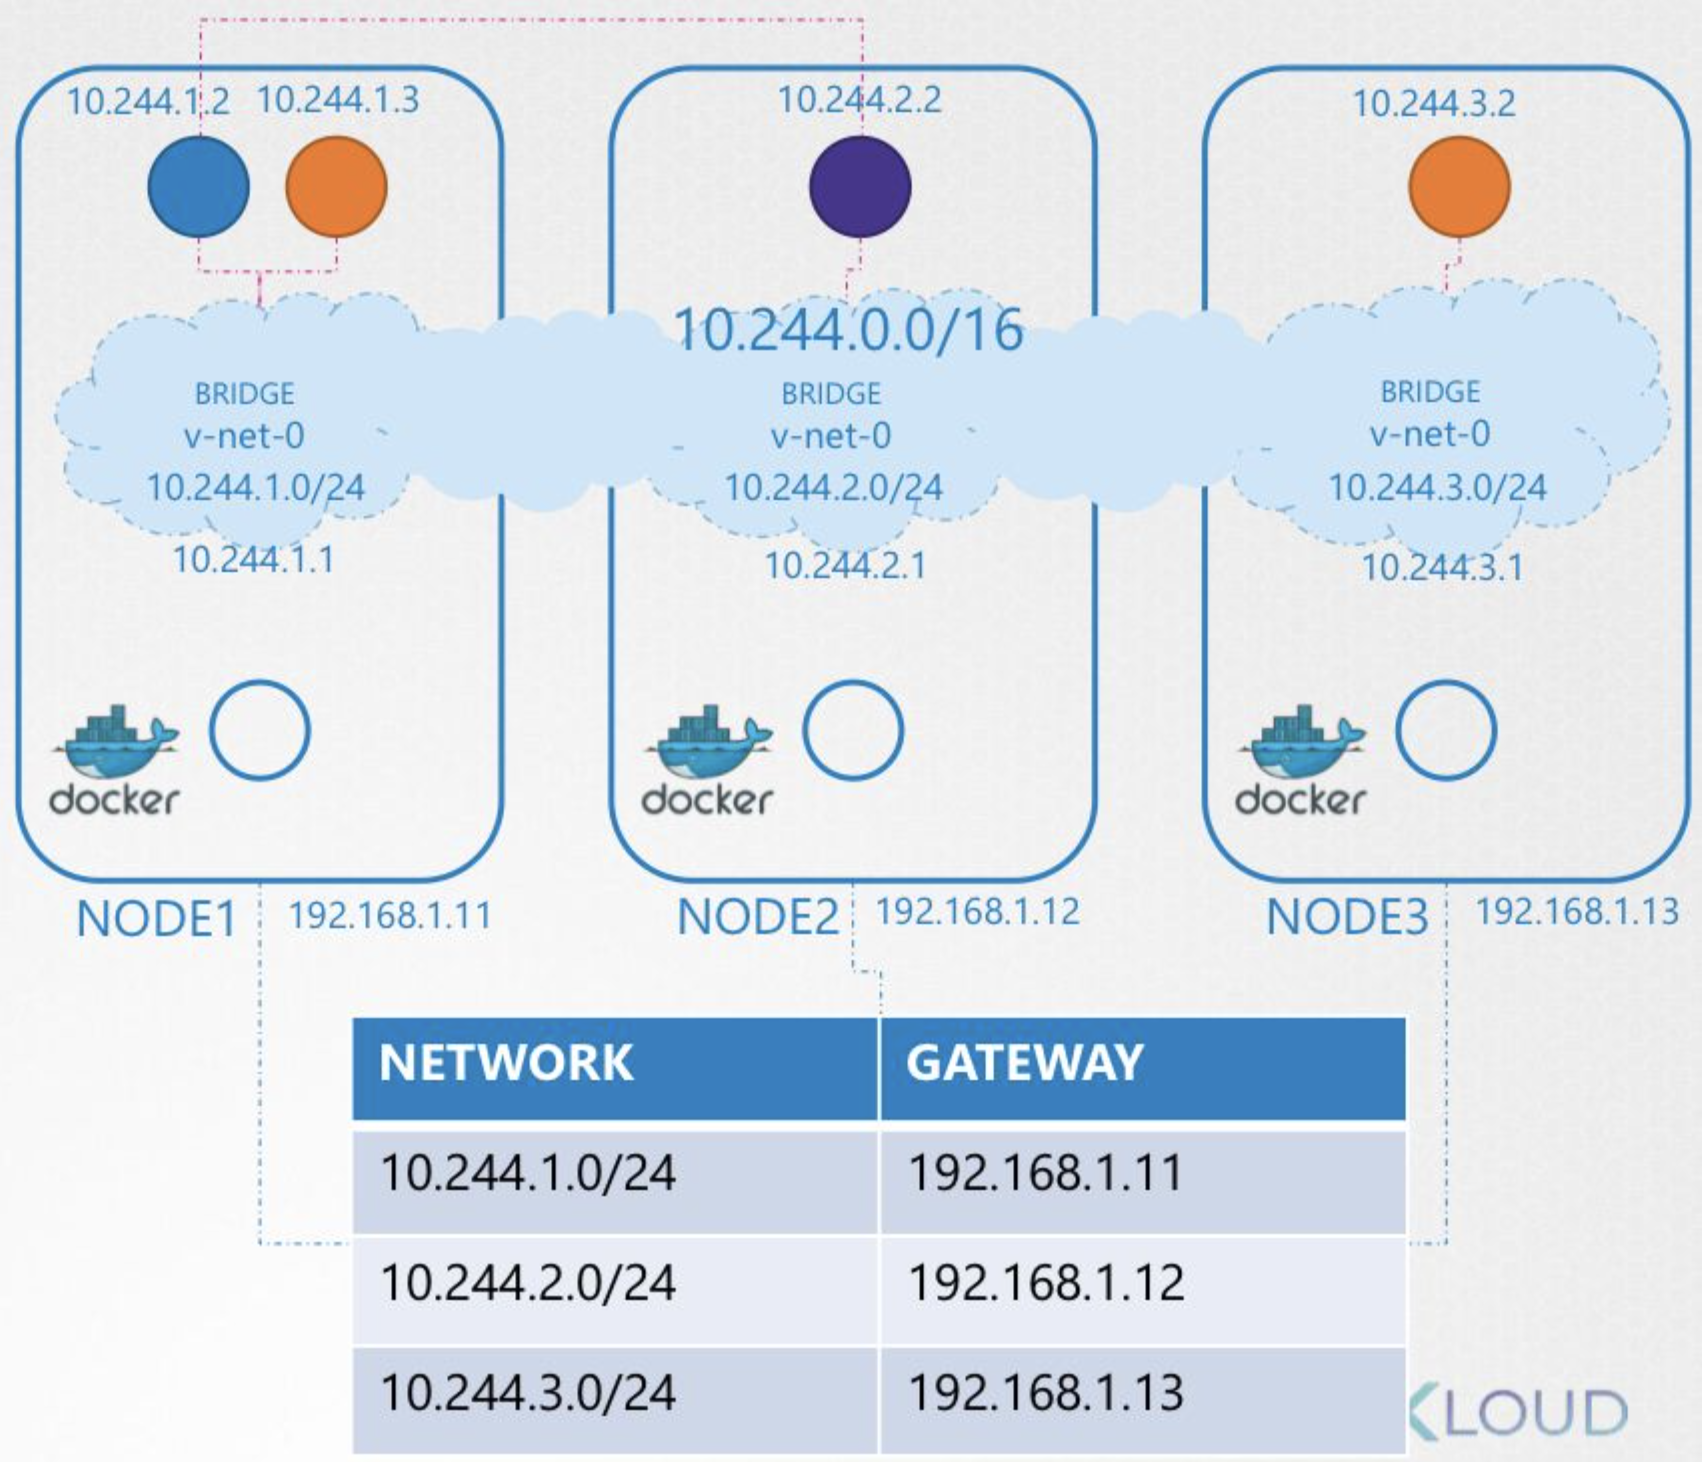 10.244.1.2 10.244.1.3
10.244.2.2
10.244.3.2
10.244.0.0/16
BRIDGE
v-net-0
10.244.1.0/24
10.244.1.1
BRIDGE
v-net-0
10.244.2.0/24
10.244.2.1
BRIDGE
v-net-0
10.244.3.0/24
10.244.3.1
docker
docker
docker
NODE1 192.168.1.11
NODE2 192.168.1.12
NODE3 192.168.1.13
NETWORK GATEWAY
10.244.1.0/24 192.168.1.11
10.244.2.0/24 192.168.1.12
10.244.3.0/24 192.168.1.13
KLOUD